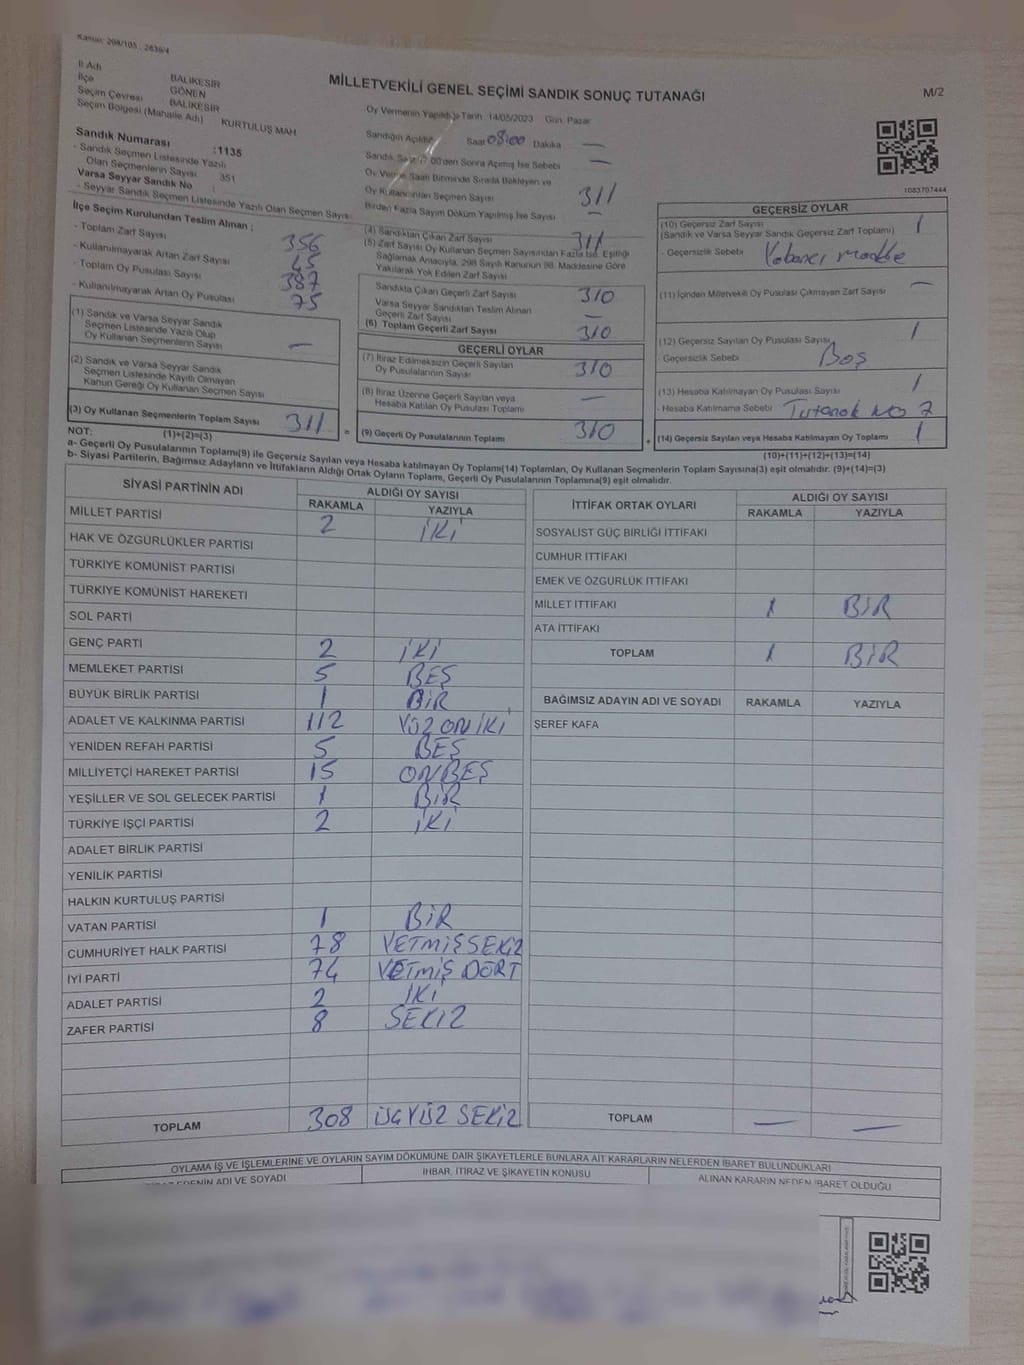 Kanun: 298/105 , 2839/4
MİLLETVEKİLİ GENEL SEÇİMİ SANDIK SONUÇ TUTANAĞI
M/2
İl Adı BALIKESİR
İlçe GÖNEN
Seçim Çevresi BALIKESİR
Seçim Bölgesi (Mahalle Adı) KURTULUŞ MAH
Sandık Numarası :1135
- Sandık Seçmen Listesinde Yazılı
Olan Seçmenlerin Sayısı 351
Varsa Seyyar Sandık No :
- Seyyar Sandık Seçmen Listesinde Yazılı Olan Seçmen Sayısı
Oy Vermenin Yapıldığı Tarih 14/05/2023 Gün: Pazar
Sandığın Açıldığı Saat 08:00 Dakika —
Sonra Açılmış İse Sebebi —
Oy Verme Saati Bitiminde Sırada Bekleyen ve
Oy Kullandırılan Seçmen Sayısı 311
Birden Fazla Sayım Döküm Yapılmış İse Sayısı —
1083707444
İlçe Seçim Kurulundan Teslim Alınan ;
- Toplam Zarf Sayısı 356
- Kullanılmayarak Artan Zarf Sayısı 45
- Toplam Oy Pusulası Sayısı 387
- Kullanılmayarak Artan Oy Pusulası 75
(1) Sandık ve Varsa Seyyar Sandık
Seçmen Listesinde Yazılı Olup
Oy Kullanan Seçmenlerin Sayısı —
(2) Sandık ve Varsa Seyyar Sandık
Seçmen Listesinde Kayıtlı Olmayan
Kanun Gereği Oy Kullanan Seçmen Sayısı
(3) Oy Kullanan Seçmenlerin Toplam Sayısı 311
(4) Sandıktan Çıkan Zarf Sayısı 311
(5) Zarf Sayısı Oy Kullanan Seçmen Sayısından Fazla İse, Eşitliği
Sağlamak Amacıyla, 298 Sayılı Kanunun 98. Maddesine Göre
Yakılarak Yok Edilen Zarf Sayısı
Sandıkta Çıkan Geçerli Zarf Sayısı 310
Varsa Seyyar Sandıktan Teslim Alınan
Geçerli Zarf Sayısı —
(6) Toplam Geçerli Zarf Sayısı 310
GEÇERLİ OYLAR
(7) İtiraz Edilmeksizin Geçerli Sayılan
Oy Pusulalarının Sayısı 310
(8) İtiraz Üzerine Geçerli Sayılan veya
Hesaba Katılan Oy Pusulası Toplamı —
= (9) Geçerli Oy Pusulalarının Toplamı 310
GEÇERSİZ OYLAR
(10) Geçersiz Zarf Sayısı 1
(Sandık ve Varsa Seyyar Sandık Geçersiz Zarf Toplamı)
- Geçersizlik Sebebi Yabancı madde
(11) İçinden Milletvekili Oy Pusulası Çıkmayan Zarf Sayısı —
(12) Geçersiz Sayılan Oy Pusulası Sayısı 1
- Geçersizlik Sebebi Boş
(13) Hesaba Katılmayan Oy Pusulası Sayısı 1
- Hesaba Katılmama Sebebi Tutanak No 7
+ (14) Geçersiz Sayılan veya Hesaba Katılmayan Oy Toplamı 1
NOT: (1)+(2)=(3) (10)+(11)+(12)+(13)=(14)
a- Geçerli Oy Pusulalarının Toplamı(9) ile Geçersiz Sayılan veya Hesaba katılmayan Oy Toplamı(14) Toplamları, Oy Kullanan Seçmenlerin Toplam Sayısına(3) eşit olmalıdır. (9)+(14)=(3)
b- Siyasi Partilerin, Bağımsız Adayların ve İttifakların Aldığı Ortak Oyların Toplamı, Geçerli Oy Pusulalarının Toplamına(9) eşit olmalıdır.
SİYASİ PARTİNİN ADI ALDIĞI OY SAYISI
RAKAMLA YAZIYLA
MİLLET PARTİSİ 2 İKİ
HAK VE ÖZGÜRLÜKLER PARTİSİ
TÜRKİYE KOMÜNİST PARTİSİ
TÜRKİYE KOMÜNİST HAREKETİ
SOL PARTİ
GENÇ PARTİ 2 İKİ
MEMLEKET PARTİSİ 5 BEŞ
BÜYÜK BİRLİK PARTİSİ 1 BİR
ADALET VE KALKINMA PARTİSİ 112 YÜZ ON İKİ
YENİDEN REFAH PARTİSİ 5 BEŞ
MİLLİYETÇİ HAREKET PARTİSİ 15 ONBEŞ
YEŞİLLER VE SOL GELECEK PARTİSİ 1 BİR
TÜRKİYE İŞÇİ PARTİSİ 2 İKİ
ADALET BİRLİK PARTİSİ
YENİLİK PARTİSİ
HALKIN KURTULUŞ PARTİSİ
VATAN PARTİSİ 1 BİR
CUMHURİYET HALK PARTİSİ 78 YETMİŞSEKİZ
İYİ PARTİ 74 YETMİŞ DÖRT
ADALET PARTİSİ 2 İKİ
ZAFER PARTİSİ 8 SEKİZ
TOPLAM 308 ÜÇYÜZ SEKİZ
İTTİFAK ORTAK OYLARI ALDIĞI OY SAYISI
RAKAMLA YAZIYLA
SOSYALİST GÜÇ BİRLİĞİ İTTİFAKI
CUMHUR İTTİFAKI
EMEK VE ÖZGÜRLÜK İTTİFAKI
MİLLET İTTİFAKI 1 BİR
ATA İTTİFAKI
TOPLAM 1 BİR
BAĞIMSIZ ADAYIN ADI VE SOYADI RAKAMLA YAZIYLA
ŞEREF KAFA
TOPLAM — —
OYLAMA İŞ VE İŞLEMLERİNE VE OYLARIN SAYIM DÖKÜMÜNE DAİR ŞİKAYETLERLE BUNLARA AİT KARARLARIN NELERDEN İBARET BULUNDUKLARI
EDENİN ADI VE SOYADI İHBAR, İTİRAZ VE ŞİKAYETİN KONUSU ALINAN KARARIN NEDEN İBARET OLDUĞU